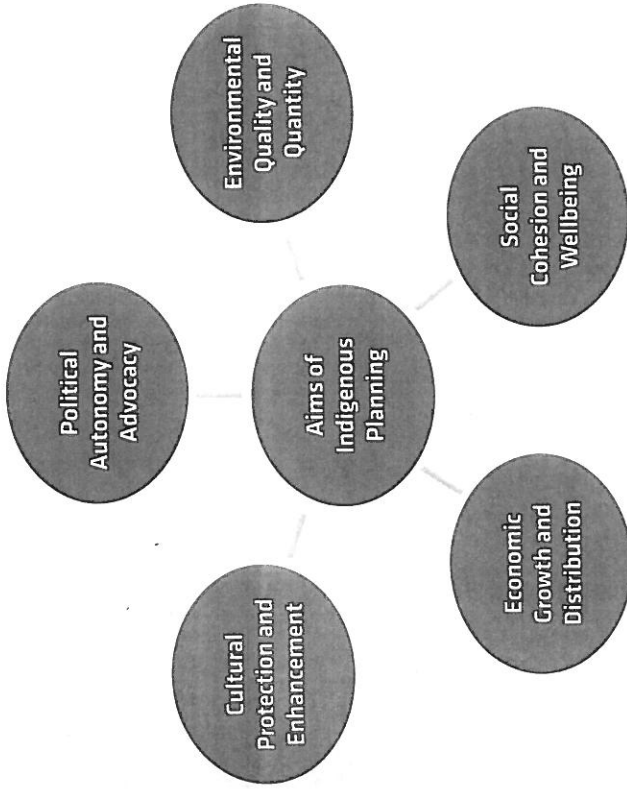 Political
Autonomy and
Advocacy
Environmental
Quality and
Quantity
Social
Cohesion and
Wellbeing
Economic
Growth and
Distribution
Cultural
Protection and
Enhancement
Aims of
Indigenous
Planning